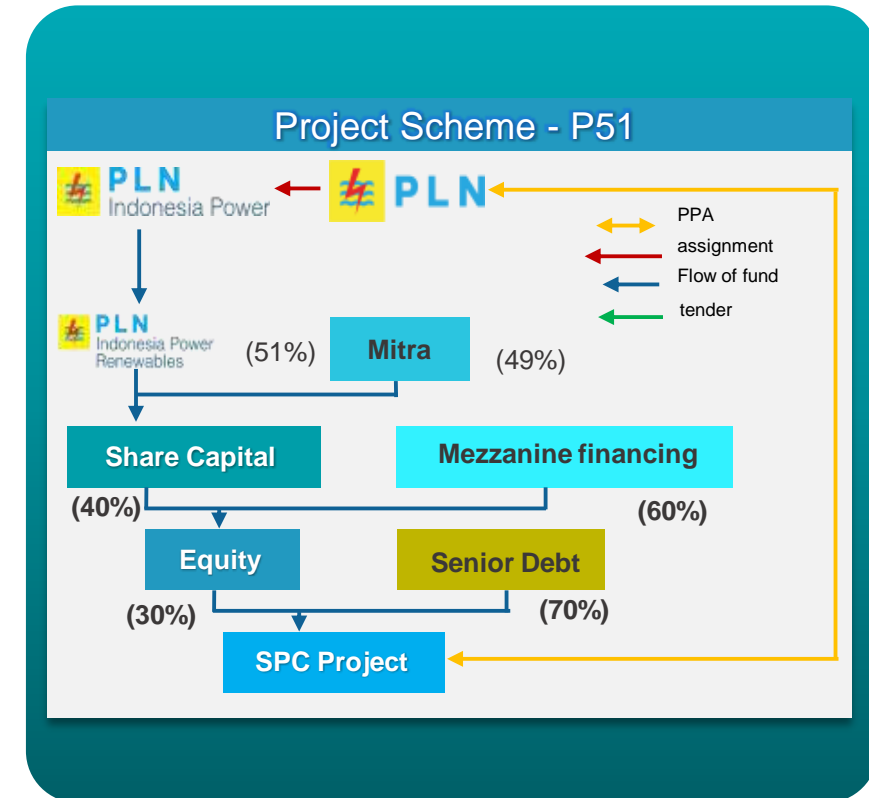 Project Scheme - P51
PLN
Indonesia Power
PLN
PPA
assignment
Flow of fund
tender
PLN
Indonesia Power
Renewables
(51%)
Mitra
(49%)
Share Capital
Mezzanine financing
(40%)
(60%)
Equity
Senior Debt
(30%)
(70%)
SPC Project